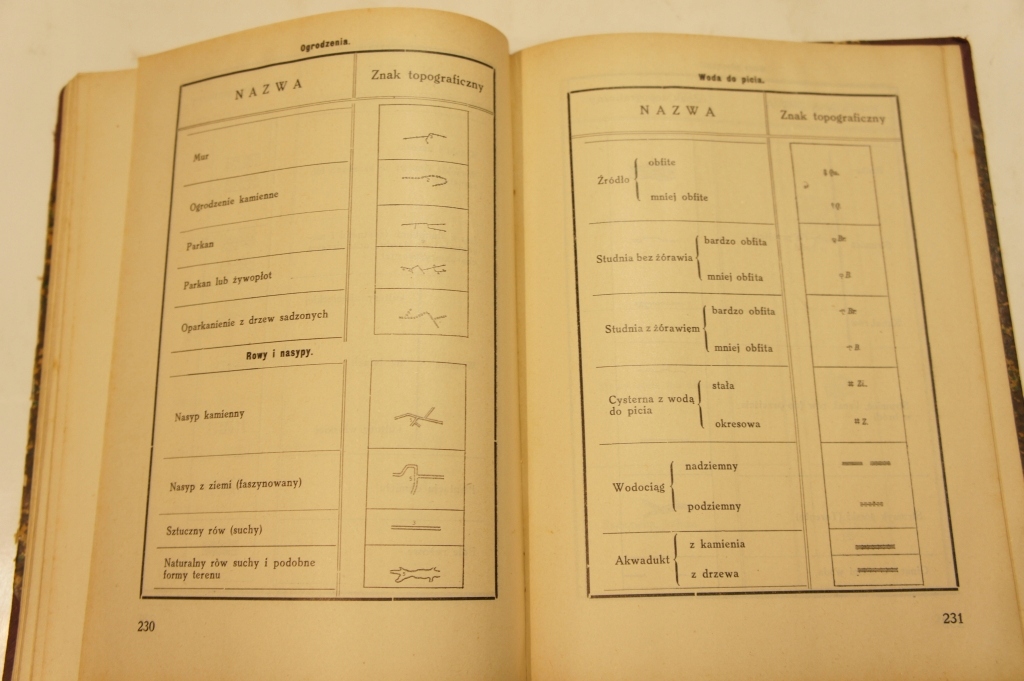 Ogrodzenia.
NAZWA
Znak topograficzny
Mur
Ogrodzenie kamienne
Parkan
Parkan lub żywopłot
Oparkanienie z drzew sadzonych
Rowy i nasypy.
Nasyp kamienny
Nasyp z ziemi (faszynowany)
Sztuczny rów (suchy)
Naturalny rów suchy i podobne
formy terenu
230
Woda do picia.
NAZWA
Znak topograficzny
Źródło
obfite
mniej obfite
Studnia bez żórawia
bardzo obfita
mniej obfita
Studnia z żórawiem
bardzo obfita
mniej obfita
Cysterna z wodą
do picia
stała
okresowa
Wodociąg
nadziemny
podziemny
Akwadukt
z kamienia
z drzewa
231